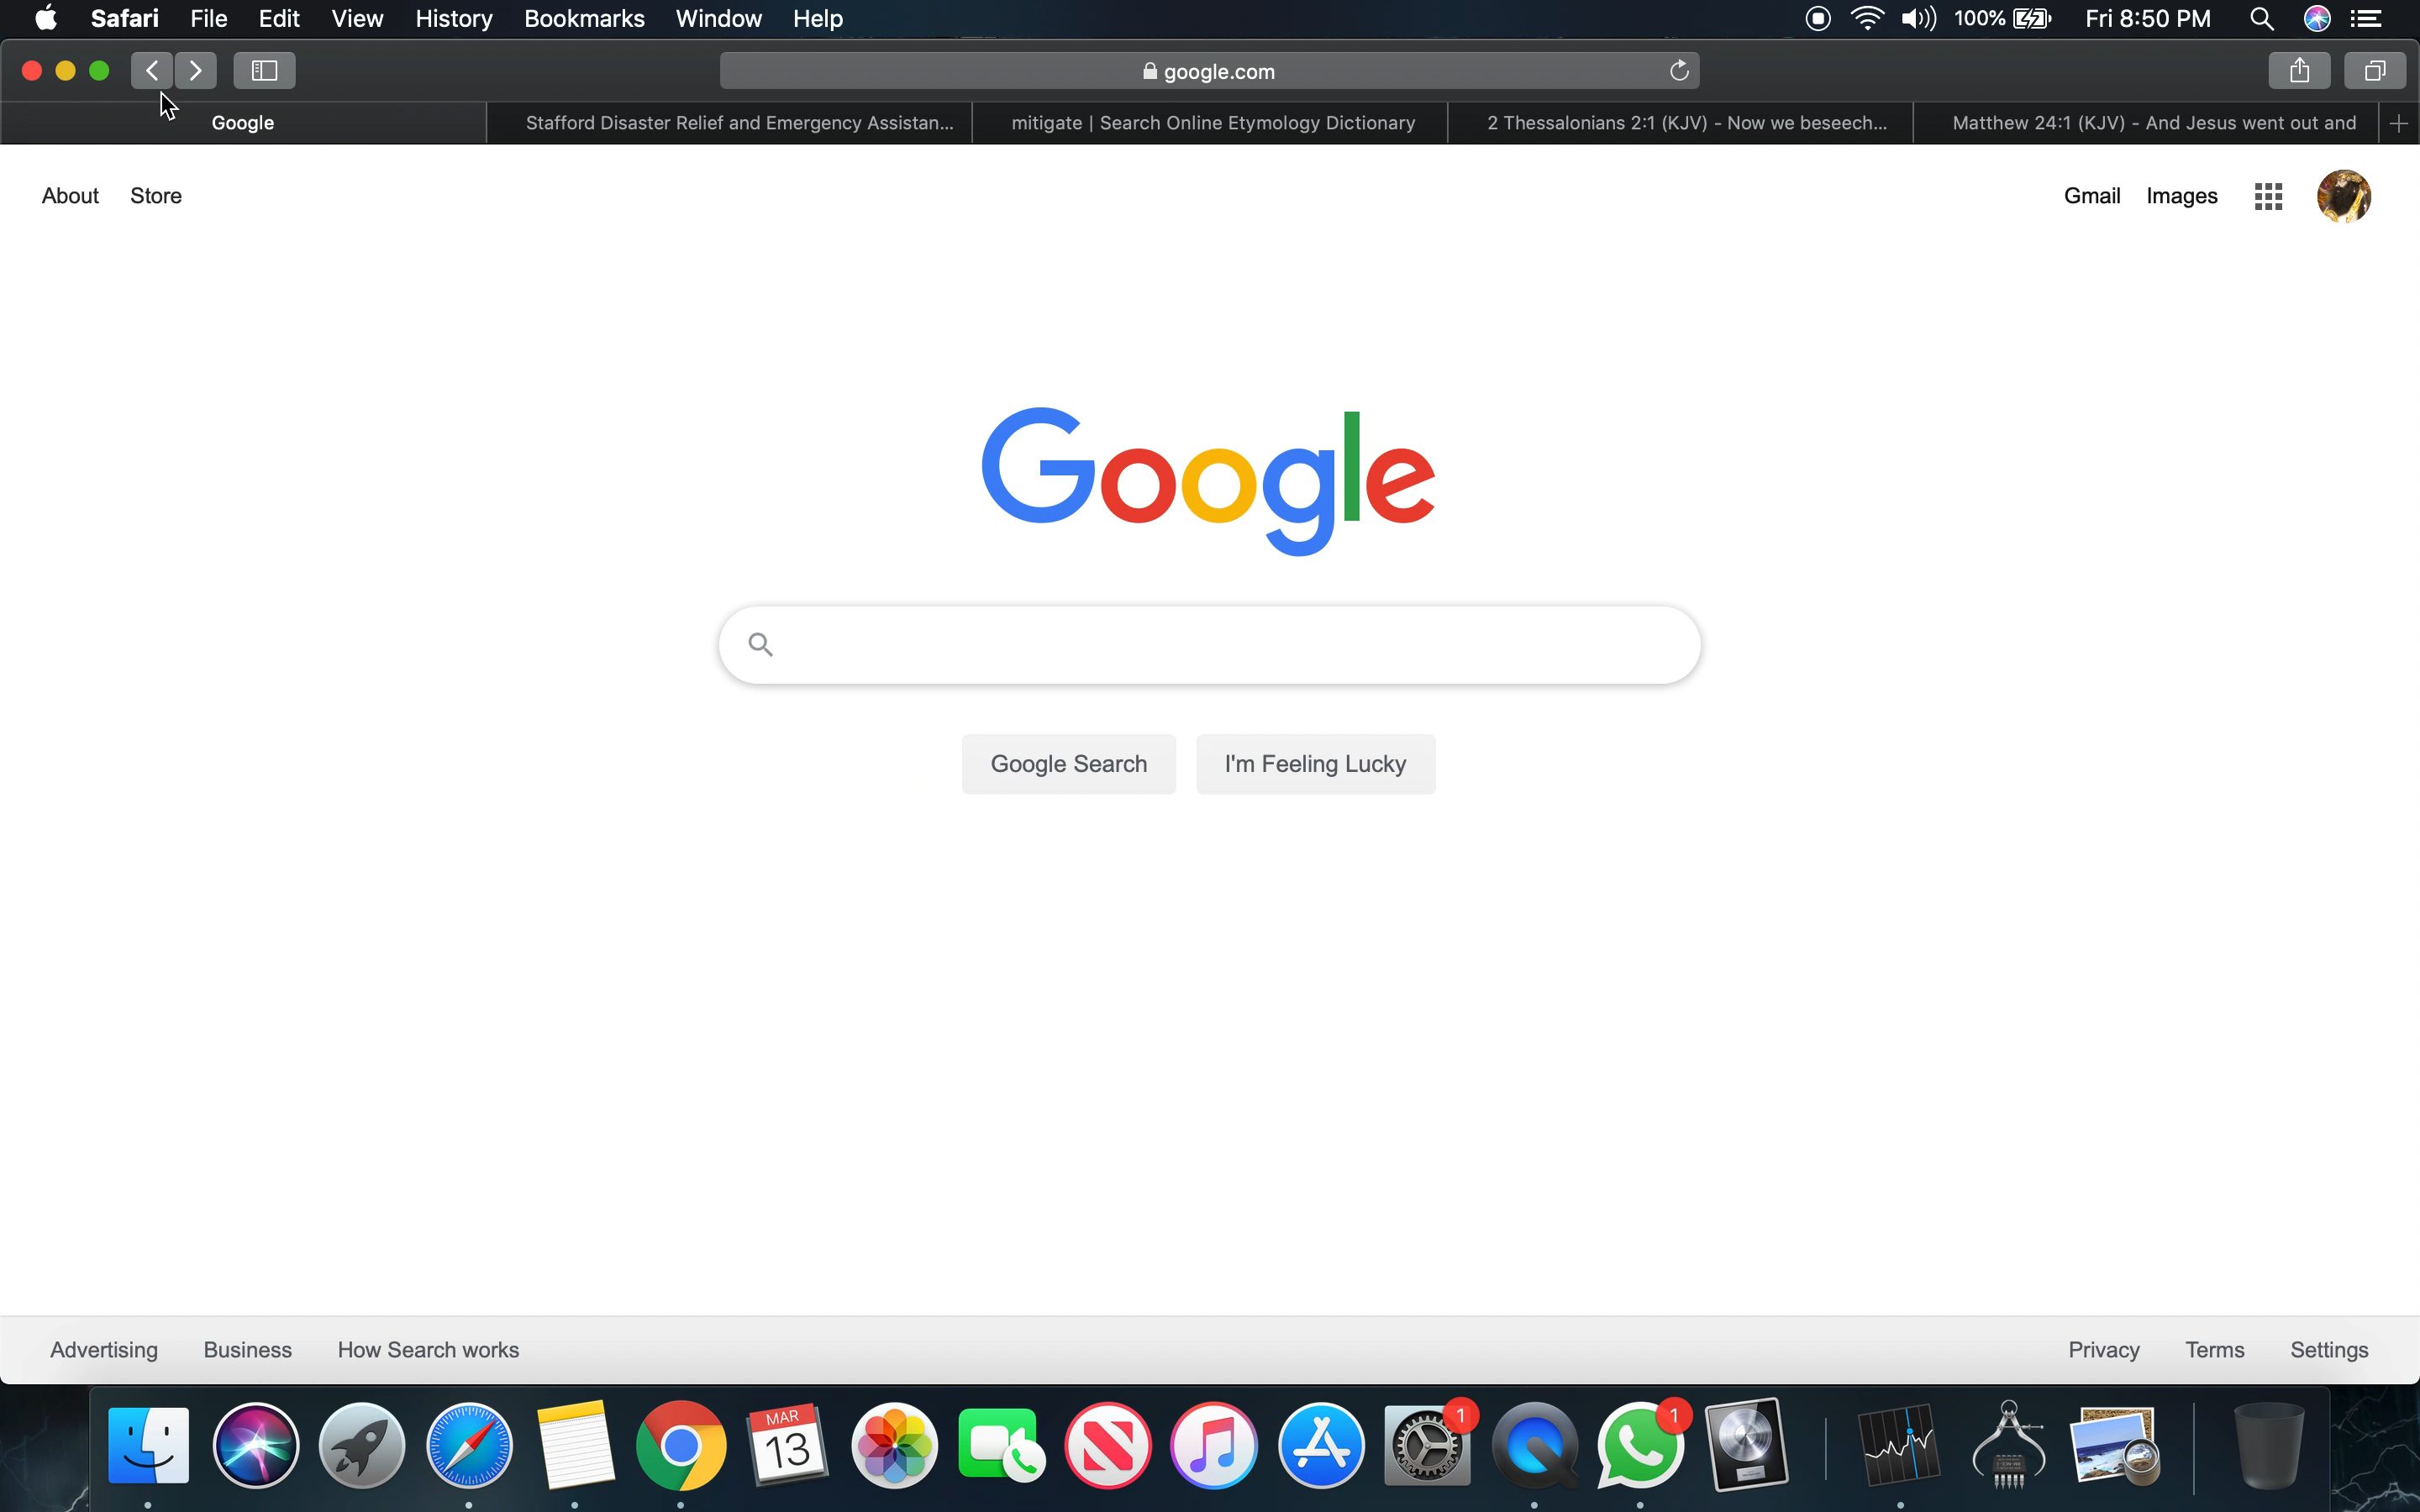 Safari File Edit View History Bookmarks Window Help 100% Fri 8:50 PM
google.com
Google Stafford Disaster Relief and Emergency Assistan... mitigate | Search Online Etymology Dictionary 2 Thessalonians 2:1 (KJV) - Now we beseech... Matthew 24:1 (KJV) - And Jesus went out and
About Store Gmail Images
Google
Google Search I'm Feeling Lucky
Advertising Business How Search works Privacy Terms Settings
MAR 1 1
13